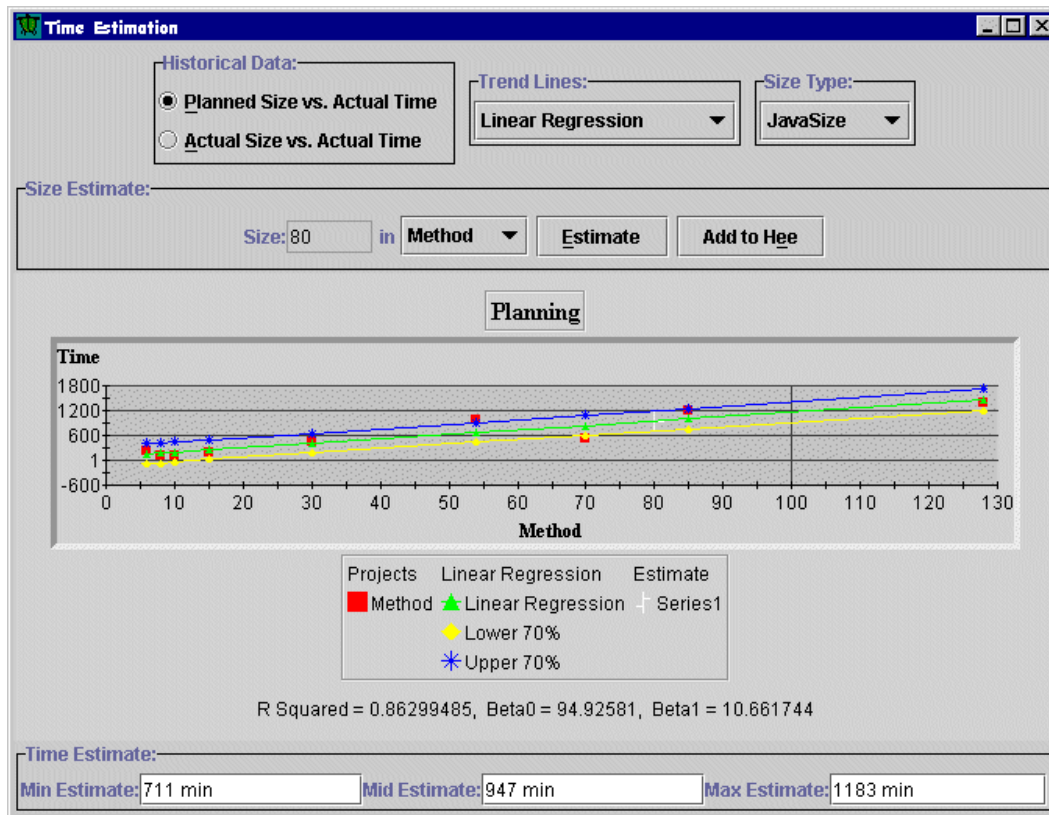 Time Estimation
Historical Data:
Planned Size vs. Actual Time
Actual Size vs. Actual Time
Trend Lines:
Linear Regression
Size Type:
JavaSize
Size Estimate:
Size: 80 in Method Estimate Add to Hee
Planning
Time
1800
1200
600
1
-600
0 10 20 30 40 50 60 70 80 90 100 110 120 130
Method
Projects Linear Regression Estimate
Method Linear Regression Series1
Lower 70%
Upper 70%
R Squared = 0.86299485, Beta0 = 94.92581, Beta1 = 10.661744
Time Estimate:
Min Estimate: 711 min Mid Estimate: 947 min Max Estimate: 1183 min